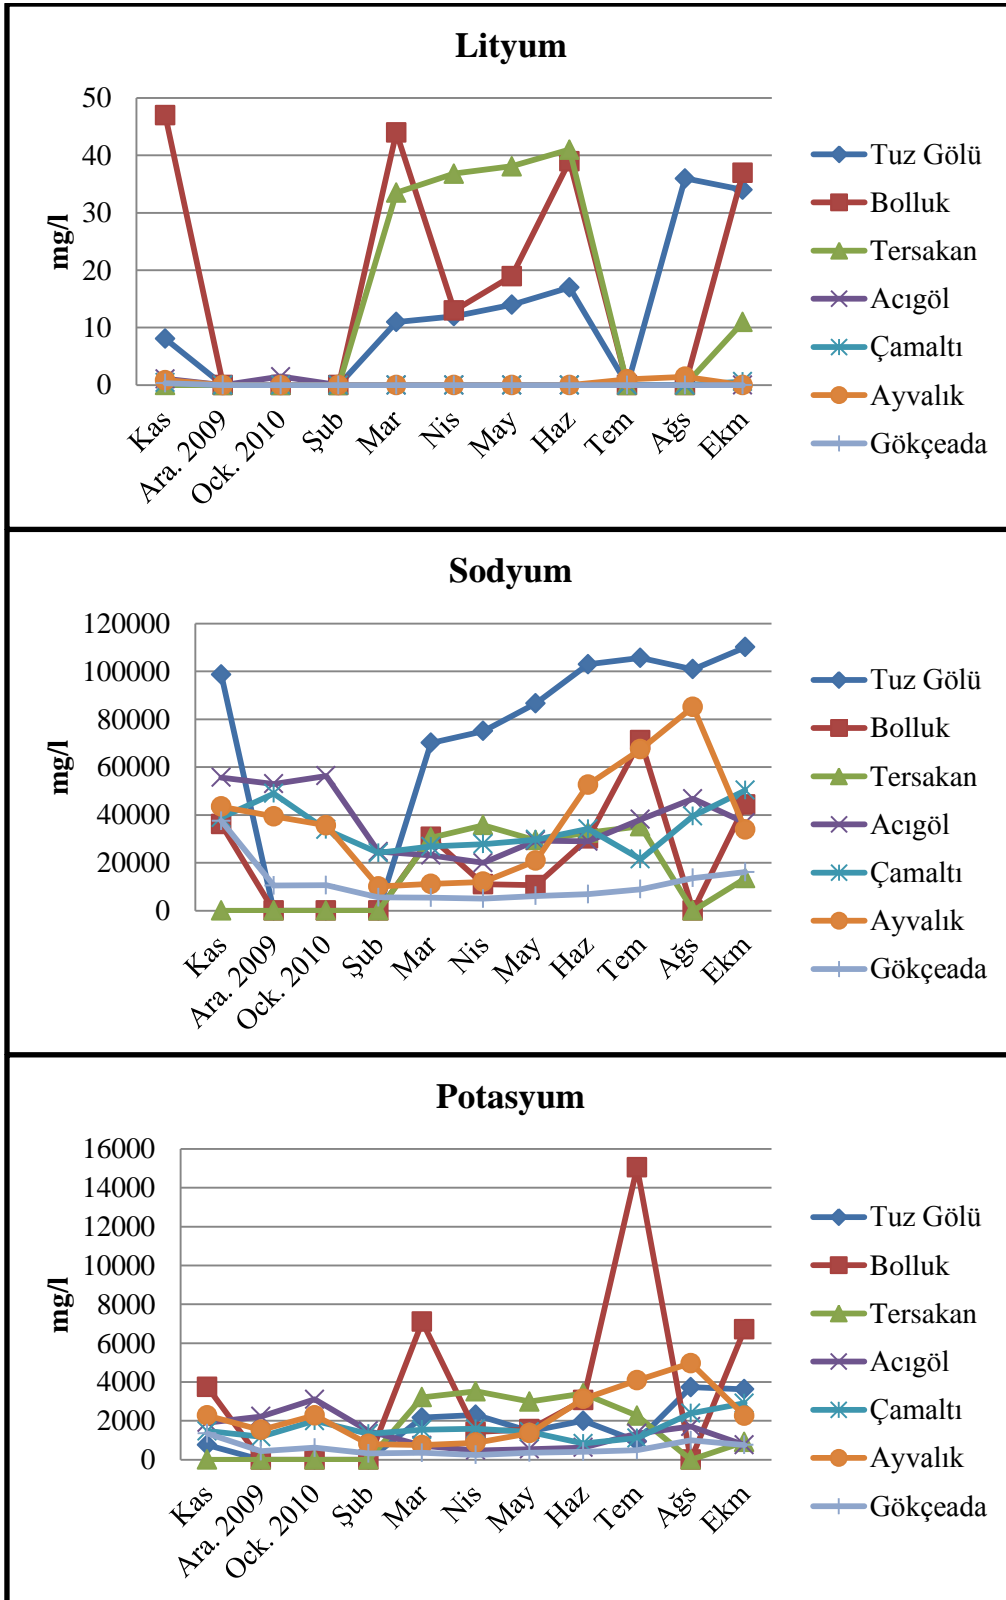 Lityum
50
40
30
20
10
0
mg/l
Kas
Ara. 2009
Ock. 2010
Şub
Mar
Nis
May
Haz
Tem
Ağs
Ekm
Tuz Gölü
Bolluk
Tersakan
Acıgöl
Çamaltı
Ayvalık
Gökçeada
Sodyum
120000
100000
80000
60000
40000
20000
0
mg/l
Kas
Ara. 2009
Ock. 2010
Şub
Mar
Nis
May
Haz
Tem
Ağs
Ekm
Tuz Gölü
Bolluk
Tersakan
Acıgöl
Çamaltı
Ayvalık
Gökçeada
Potasyum
16000
14000
12000
10000
8000
6000
4000
2000
0
mg/l
Kas
Ara. 2009
Ock. 2010
Şub
Mar
Nis
May
Haz
Tem
Ağs
Ekm
Tuz Gölü
Bolluk
Tersakan
Acıgöl
Çamaltı
Ayvalık
Gökçeada